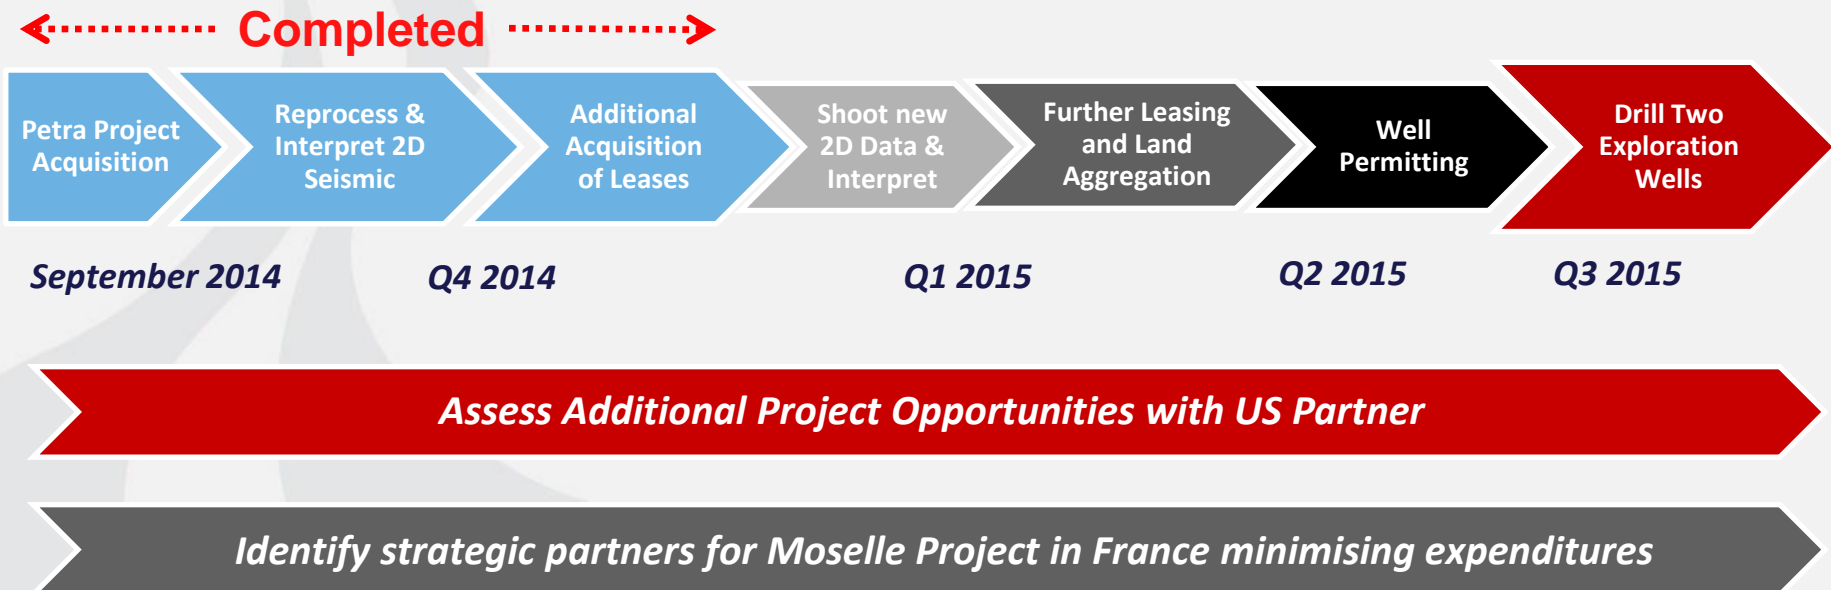 Completed
Petra Project
Acquisition
Reprocess &
Interpret 2D
Seismic
Additional
Acquisition
of Leases
Shoot new
2D Data &
Interpret
Further Leasing
and Land
Aggregation
Well
Permitting
Drill Two
Exploration
Wells
September 2014
Q4 2014
Q1 2015
Q2 2015
Q3 2015
Assess Additional Project Opportunities with US Partner
Identify strategic partners for Moselle Project in France minimising expenditures